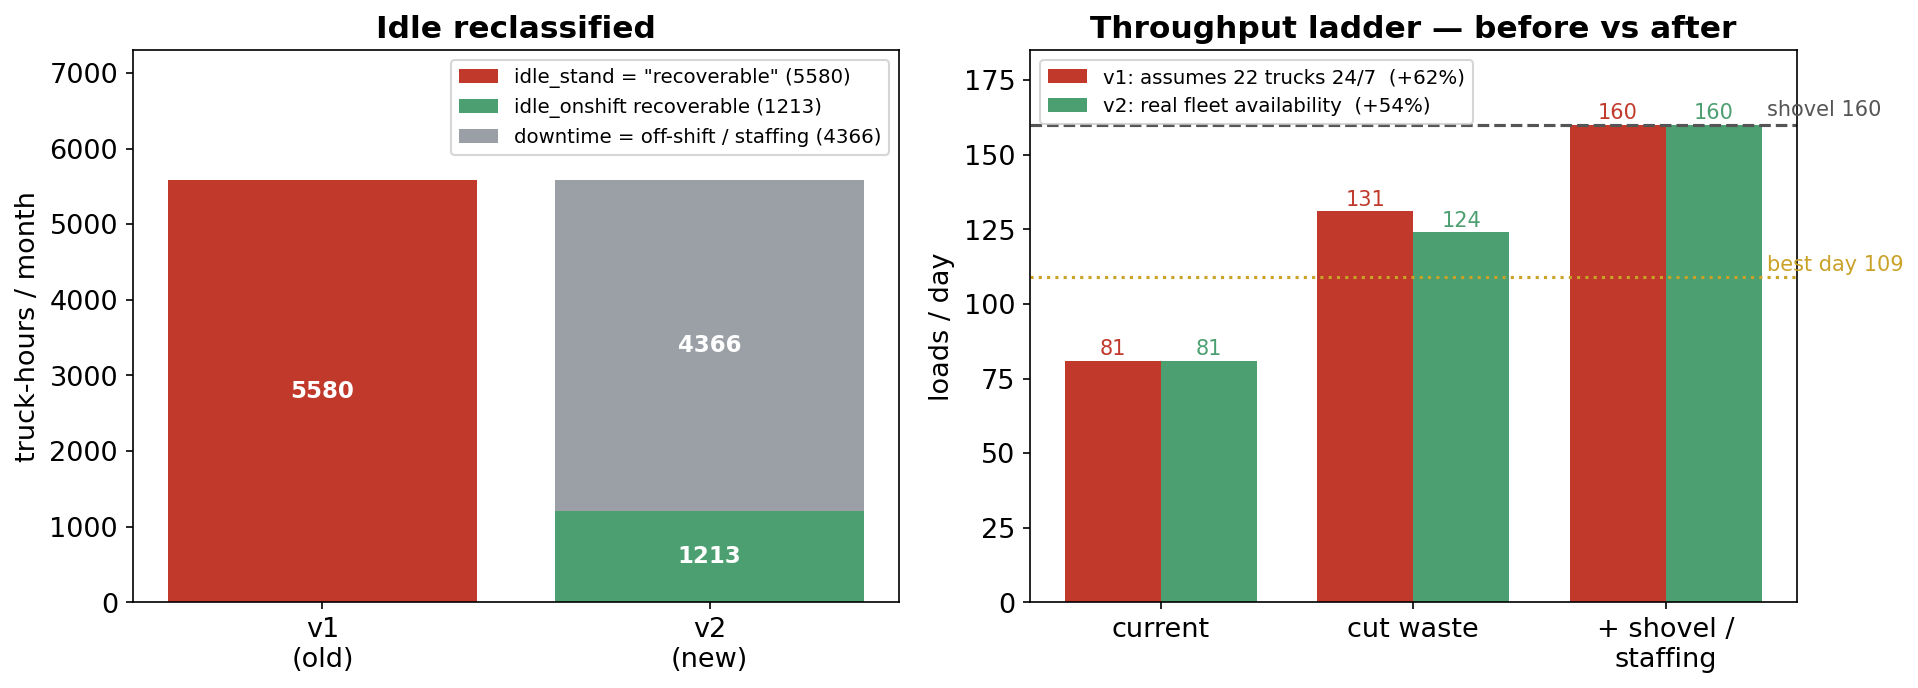 Idle reclassified
truck-hours / month
7000
6000
5000
4000
3000
2000
1000
0
idle_stand = "recoverable" (5580)
idle_onshift recoverable (1213)
downtime = off-shift / staffing (4366)
5580
4366
1213
v1
(old)
v2
(new)
Throughput ladder — before vs after
loads / day
175
150
125
100
75
50
25
0
v1: assumes 22 trucks 24/7  (+62%)
v2: real fleet availability  (+54%)
shovel 160
best day 109
81
81
131
124
160
160
current
cut waste
+ shovel /
staffing